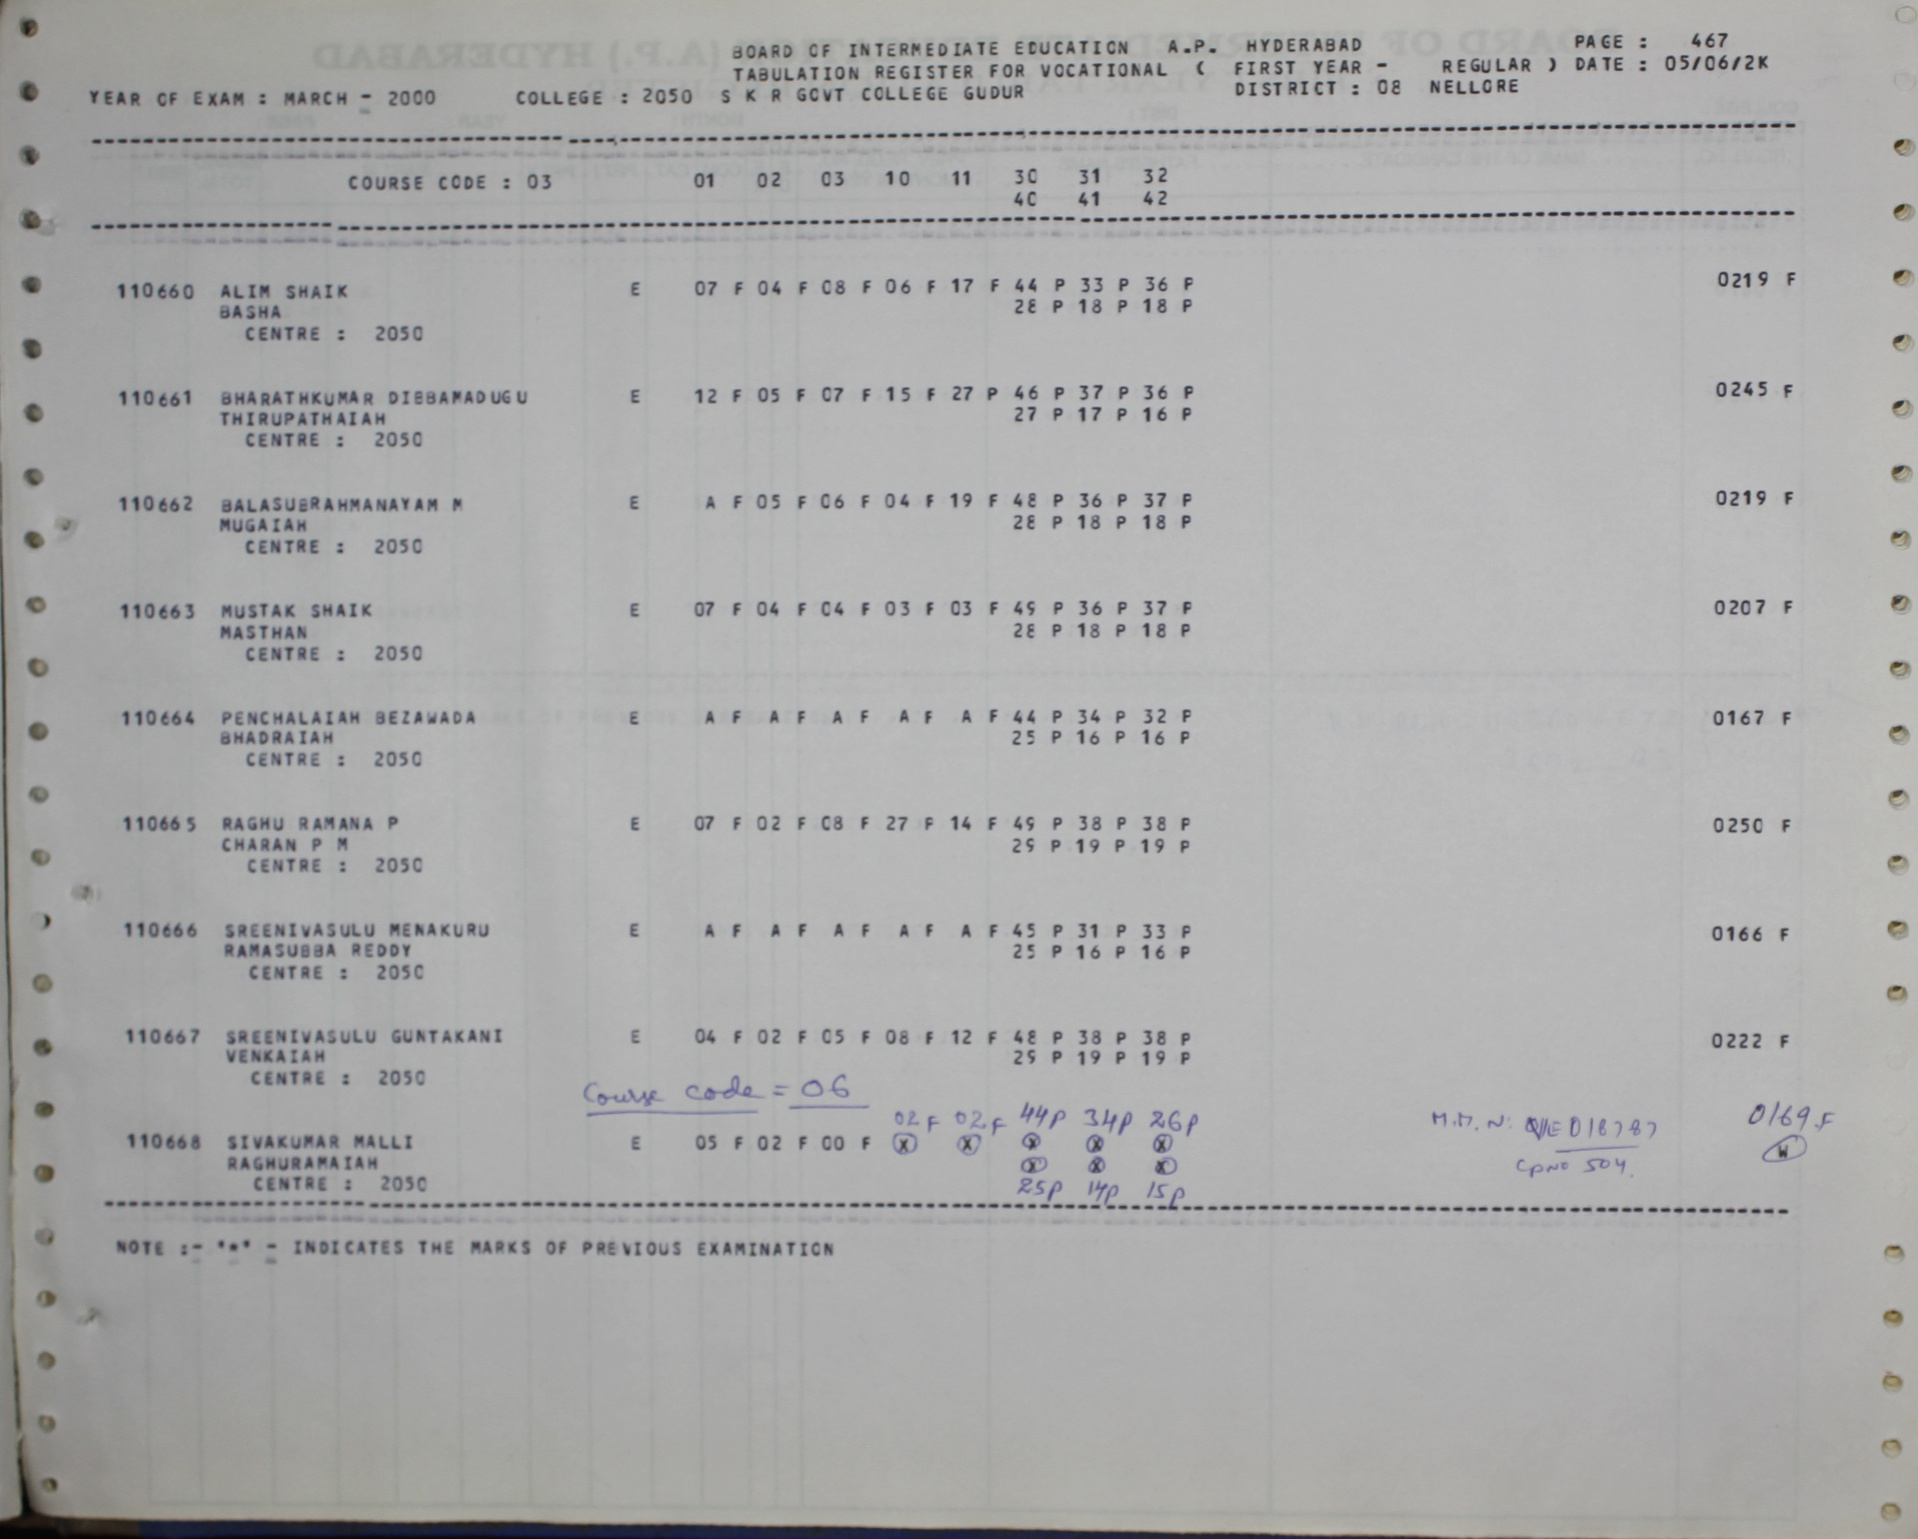 BOARD OF INTERMEDIATE EDUCATION A.P. HYDERABAD PAGE : 467
TABULATION REGISTER FOR VOCATIONAL ( FIRST YEAR - REGULAR ) DATE : 05/06/2K
YEAR OF EXAM : MARCH - 2000 COLLEGE : 2050 S K R GOVT COLLEGE GUDUR DISTRICT : 08 NELLORE
COURSE CODE : 03 01 02 03 10 11 30 31 32
40 41 42
110660 ALIM SHAIK E 07 F 04 F 08 F 06 F 17 F 44 P 33 P 36 P 0219 F
BASHA 28 P 18 P 18 P
CENTRE : 2050
110661 BHARATHKUMAR DIBBAMADUGU E 12 F 05 F 07 F 15 F 27 P 46 P 37 P 36 P 0245 F
THIRUPATHAIAH 27 P 17 P 16 P
CENTRE : 2050
110662 BALASUBRAHMANAYAM M E A F 05 F 06 F 04 F 19 F 48 P 36 P 37 P 0219 F
MUGAIAH 28 P 18 P 18 P
CENTRE : 2050
110663 MUSTAK SHAIK E 07 F 04 F 04 F 03 F 03 F 49 P 36 P 37 P 0207 F
MASTHAN 28 P 18 P 18 P
CENTRE : 2050
110664 PENCHALAIAH BEZAWADA E A F A F A F A F A F 44 P 34 P 32 P 0167 F
BHADRAIAH 25 P 16 P 16 P
CENTRE : 2050
110665 RAGHU RAMANA P E 07 F 02 F 08 F 27 P 14 F 49 P 38 P 38 P 0250 F
CHARAN P M 29 P 19 P 19 P
CENTRE : 2050
110666 SREENIVASULU MENAKURU E A F A F A F A F A F 45 P 31 P 33 P 0166 F
RAMASUBBA REDDY 25 P 16 P 16 P
CENTRE : 2050
110667 SREENIVASULU GUNTAKANI E 04 F 02 F 05 F 08 F 12 F 48 P 38 P 38 P 0222 F
VENKAIAH 29 P 19 P 19 P
CENTRE : 2050
Course code = 06
02 F 02 F 44P 34P 26P M.M. N: 018787 0169 F
110668 SIVAKUMAR MALLI E 05 F 02 F 00 F X X X X X W
RAGHURAMAIAH X X X CPNO 504.
CENTRE : 2050 25P 14P 15P
NOTE :- "*" - INDICATES THE MARKS OF PREVIOUS EXAMINATION